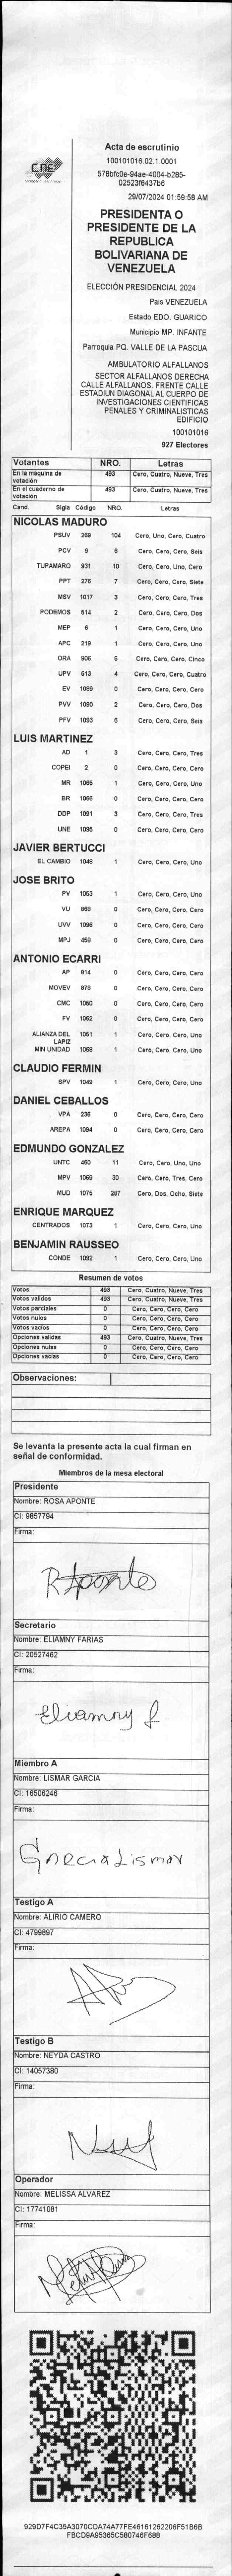 Acta de escrutinio
100101016.02.1.0001
578bfc0e-94ae-4004-b285-
02523f6437b6
29/07/2024 01:59:58 AM
CNE
PRESIDENTA O
PRESIDENTE DE LA
REPUBLICA
BOLIVARIANA DE
VENEZUELA
ELECCIÓN PRESIDENCIAL 2024
Pais VENEZUELA
Estado EDO. GUARICO
Municipio MP. INFANTE
Parroquia PQ. VALLE DE LA PASCUA
AMBULATORIO ALFALLANOS
SECTOR ALFALLANOS DERECHA
CALLE ALFALLANOS. FRENTE CALLE
ESTADIUN DIAGONAL AL CUERPO DE
INVESTIGACIONES CIENTIFICAS
PENALES Y CRIMINALISTICAS
EDIFICIO
100101016
927 Electores
Votantes NRO. Letras
En la máquina de votación 493 Cero, Cuatro, Nueve, Tres
En el cuaderno de votación 493 Cero, Cuatro, Nueve, Tres
Cand. Sigla Código NRO. Letras
NICOLAS MADURO
PSUV 269 104 Cero, Uno, Cero, Cuatro
PCV 9 6 Cero, Cero, Cero, Seis
TUPAMARO 931 10 Cero, Cero, Uno, Cero
PPT 276 7 Cero, Cero, Cero, Siete
MSV 1017 3 Cero, Cero, Cero, Tres
PODEMOS 514 2 Cero, Cero, Cero, Dos
MEP 6 1 Cero, Cero, Cero, Uno
APC 219 1 Cero, Cero, Cero, Uno
ORA 906 5 Cero, Cero, Cero, Cinco
UPV 513 4 Cero, Cero, Cero, Cuatro
EV 1089 0 Cero, Cero, Cero, Cero
PVV 1090 2 Cero, Cero, Cero, Dos
PFV 1093 6 Cero, Cero, Cero, Seis
LUIS MARTINEZ
AD 1 3 Cero, Cero, Cero, Tres
COPEI 2 0 Cero, Cero, Cero, Cero
MR 1065 1 Cero, Cero, Cero, Uno
BR 1066 0 Cero, Cero, Cero, Cero
DDP 1091 3 Cero, Cero, Cero, Tres
UNE 1095 0 Cero, Cero, Cero, Cero
JAVIER BERTUCCI
EL CAMBIO 1048 1 Cero, Cero, Cero, Uno
JOSE BRITO
PV 1053 1 Cero, Cero, Cero, Uno
VU 868 0 Cero, Cero, Cero, Cero
UVV 1096 0 Cero, Cero, Cero, Cero
MPJ 458 0 Cero, Cero, Cero, Cero
ANTONIO ECARRI
AP 814 0 Cero, Cero, Cero, Cero
MOVEV 878 0 Cero, Cero, Cero, Cero
CMC 1050 0 Cero, Cero, Cero, Cero
FV 1062 0 Cero, Cero, Cero, Cero
ALIANZA DEL LAPIZ 1051 1 Cero, Cero, Cero, Uno
MIN UNIDAD 1068 1 Cero, Cero, Cero, Uno
CLAUDIO FERMIN
SPV 1049 1 Cero, Cero, Cero, Uno
DANIEL CEBALLOS
VPA 236 0 Cero, Cero, Cero, Cero
AREPA 1094 0 Cero, Cero, Cero, Cero
EDMUNDO GONZALEZ
UNTC 460 11 Cero, Cero, Uno, Uno
MPV 1069 30 Cero, Cero, Tres, Cero
MUD 1075 287 Cero, Dos, Ocho, Siete
ENRIQUE MARQUEZ
CENTRADOS 1073 1 Cero, Cero, Cero, Uno
BENJAMIN RAUSSEO
CONDE 1092 1 Cero, Cero, Cero, Uno
Resumen de votos
Votos 493 Cero, Cuatro, Nueve, Tres
Votos validos 493 Cero, Cuatro, Nueve, Tres
Votos parciales 0 Cero, Cero, Cero, Cero
Votos nulos 0 Cero, Cero, Cero, Cero
Votos vacios 0 Cero, Cero, Cero, Cero
Opciones validas 493 Cero, Cuatro, Nueve, Tres
Opciones nulas 0 Cero, Cero, Cero, Cero
Opciones vacias 0 Cero, Cero, Cero, Cero
Observaciones:
Se levanta la presente acta la cual firman en
señal de conformidad.
Miembros de la mesa electoral
Presidente
Nombre: ROSA APONTE
CI: 9857794
Firma:
RAponte
Secretario
Nombre: ELIAMNY FARIAS
CI: 20527462
Firma:
Eliamny f
Miembro A
Nombre: LISMAR GARCIA
CI: 16506246
Firma:
GARCIA Lismar
Testigo A
Nombre: ALIRIO CAMERO
CI: 4799897
Firma:
Testigo B
Nombre: NEYDA CASTRO
CI: 14057380
Firma:
Operador
Nombre: MELISSA ALVAREZ
CI: 17741081
Firma:
929D7F4C35A3070CDA74A77FE46161262206F51B6B
FBCD9A95365C580746F688